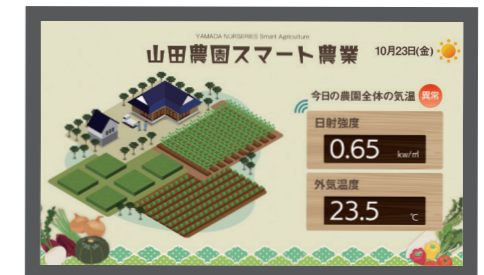 YAMADA NURSERIES Smart Agriculture
山田農園スマート農業
10月23日(金)
今日の農園全体の気温 異常
日射強度
0.65 kw/㎡
外気温度
23.5 ℃